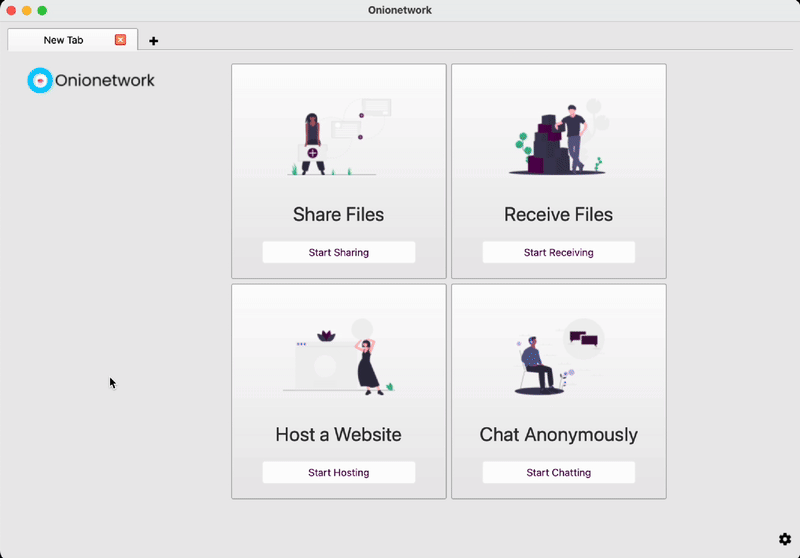 Onionetwork
New Tab
Onionetwork
Share Files
Start Sharing
Receive Files
Start Receiving
Host a Website
Start Hosting
Chat Anonymously
Start Chatting